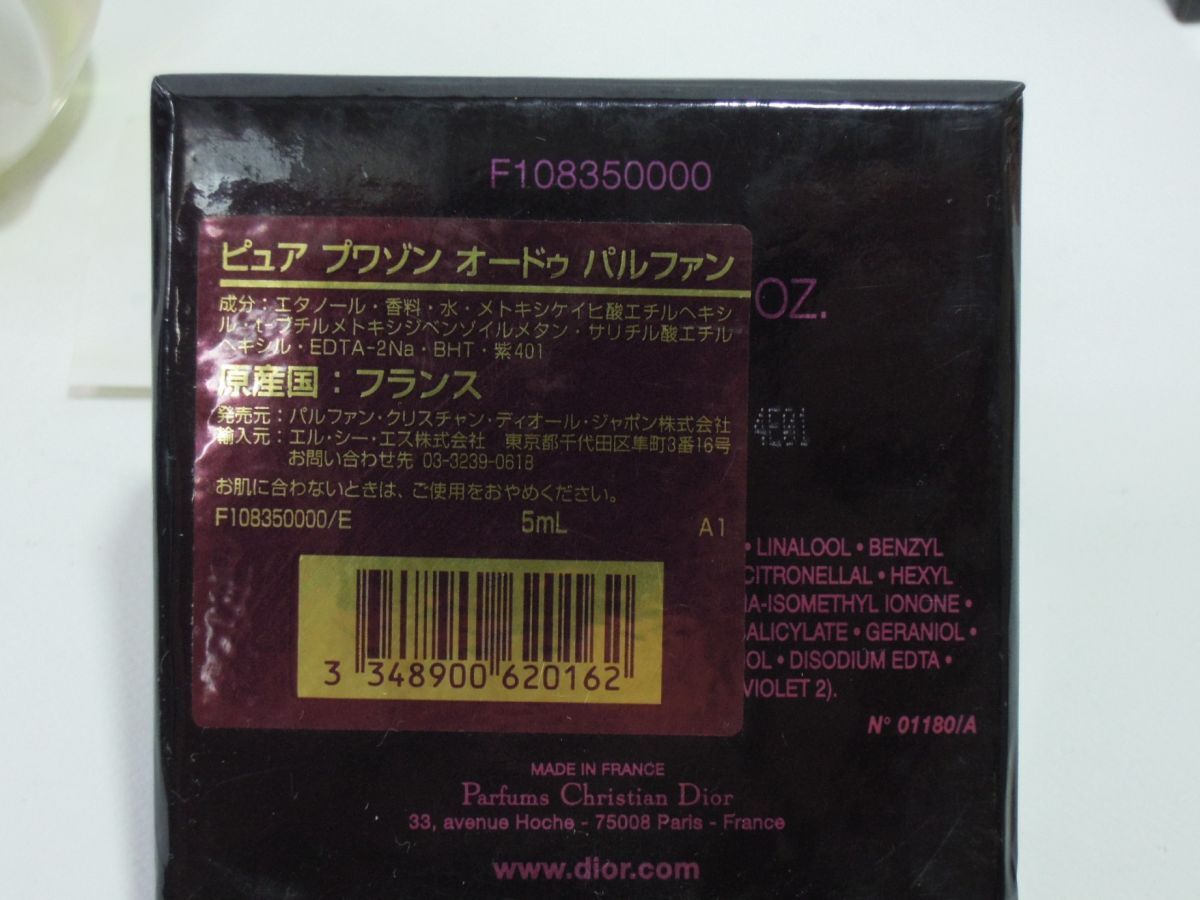 F108350000
ピュア プワゾン オードゥ パルファン
成分：エタノール・香料・水・メトキシケイヒ酸エチルヘキシ
ル・t-ブチルメトキシジベンゾイルメタン・サリチル酸エチル
ヘキシル・EDTA-2Na・BHT・紫401
原産国：フランス
発売元：パルファン・クリスチャン・ディオール・ジャポン株式会社
輸入元：エル・シー・エス株式会社 東京都千代田区隼町3番16号
お問い合わせ先 03-3239-0618
お肌に合わないときは、ご使用をおやめください。
F108350000/E 5mL A1
3 348900 620162
OZ.
• LINALOOL • BENZYL
CITRONELLAL • HEXYL
A-ISOMETHYL IONONE •
ALICYLATE • GERANIOL •
OL • DISODIUM EDTA •
VIOLET 2).
N° 01180/A
MADE IN FRANCE
Parfums Christian Dior
33, avenue Hoche - 75008 Paris - France
www.dior.com